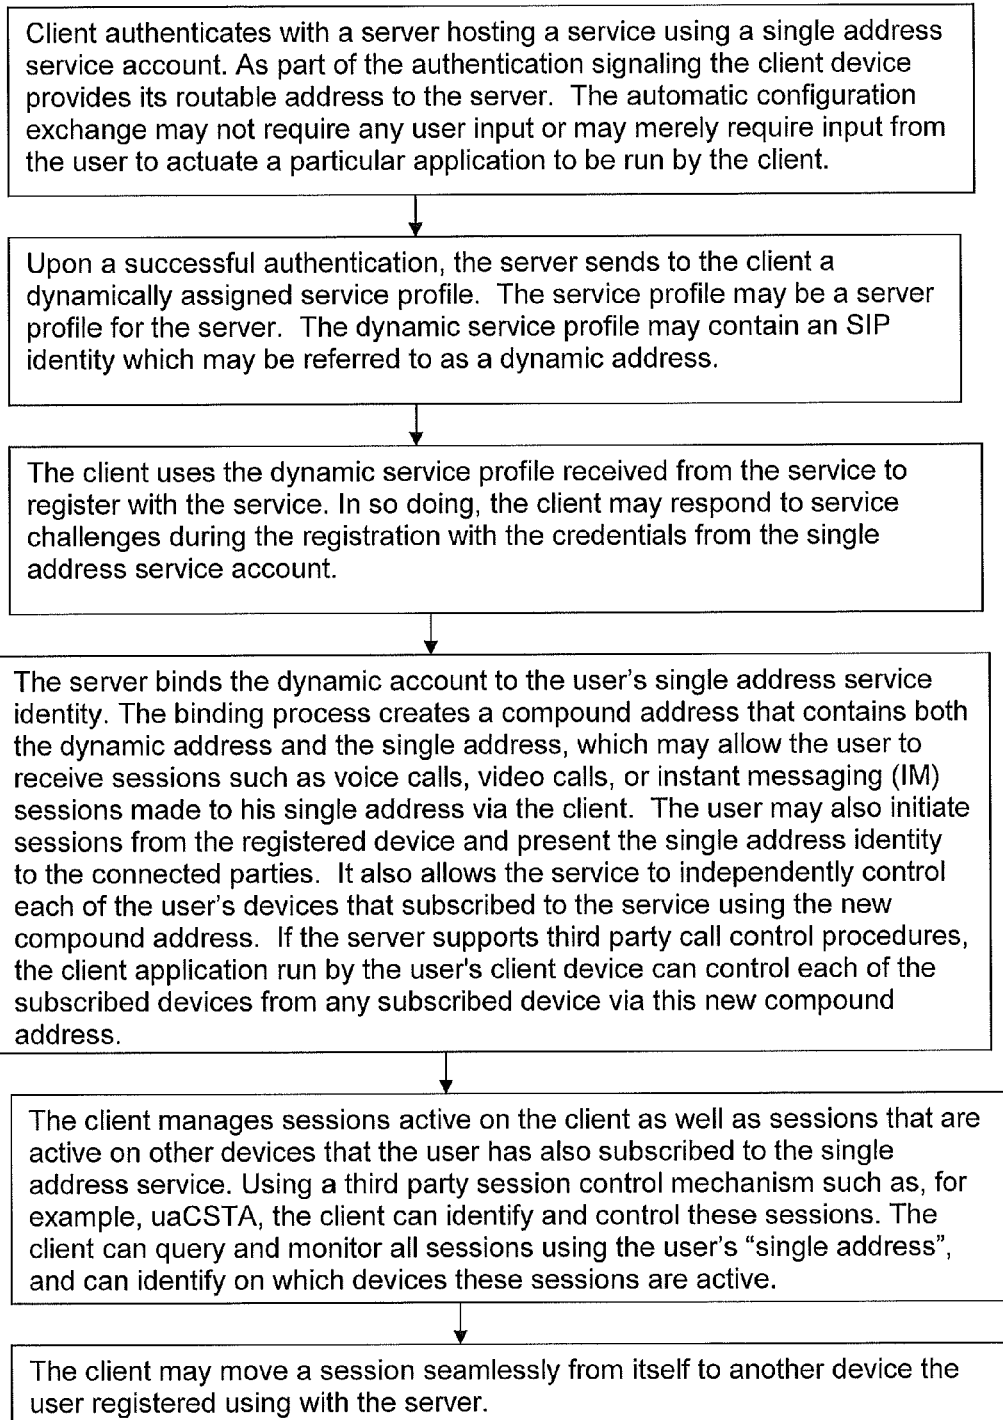 Client authenticates with a server hosting a service using a single address
service account. As part of the authentication signaling the client device
provides its routable address to the server.  The automatic configuration
exchange may not require any user input or may merely require input from
the user to actuate a particular application to be run by the client.
Upon a successful authentication, the server sends to the client a
dynamically assigned service profile.  The service profile may be a server
profile for the server.  The dynamic service profile may contain an SIP
identity which may be referred to as a dynamic address.
The client uses the dynamic service profile received from the service to
register with the service. In so doing, the client may respond to service
challenges during the registration with the credentials from the single
address service account.
The server binds the dynamic account to the user's single address service
identity. The binding process creates a compound address that contains both
the dynamic address and the single address, which may allow the user to
receive sessions such as voice calls, video calls, or instant messaging (IM)
sessions made to his single address via the client.  The user may also initiate
sessions from the registered device and present the single address identity
to the connected parties.  It also allows the service to independently control
each of the user's devices that subscribed to the service using the new
compound address.  If the server supports third party call control procedures,
the client application run by the user's client device can control each of the
subscribed devices from any subscribed device via this new compound
address.
The client manages sessions active on the client as well as sessions that are
active on other devices that the user has also subscribed to the single
address service. Using a third party session control mechanism such as, for
example, uaCSTA, the client can identify and control these sessions. The
client can query and monitor all sessions using the user's “single address”,
and can identify on which devices these sessions are active.
The client may move a session seamlessly from itself to another device the
user registered using with the server.